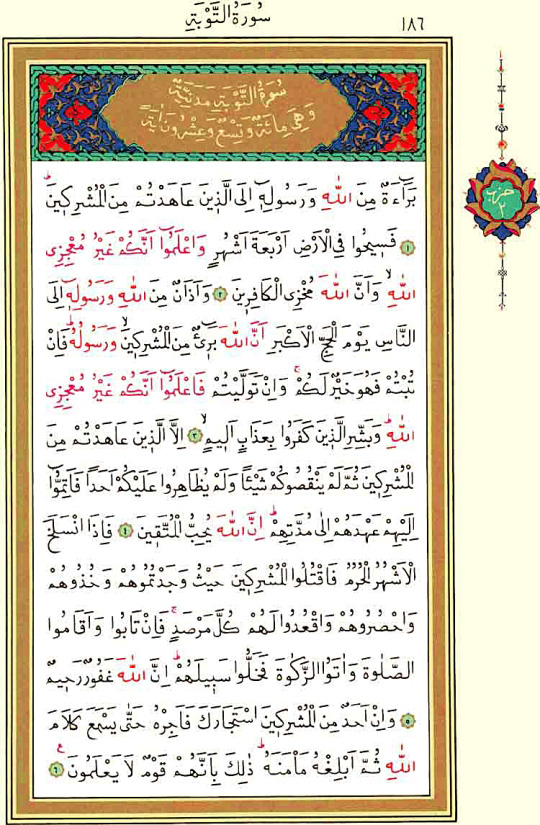 سُورَةُ التَّوْبَةِ
١٨٦
سُورَةُ التَّوْبَةِ مَدَنِيَّةٌ
وَهِيَ مِائَةٌ وَتِسْعٌ وَعِشْرُونَ اٰيَةً
حزب
٢
بَرَٓاءَةٌ مِنَ اللّٰهِ وَرَسُولِه۪ٓ اِلَى الَّذ۪ينَ عَاهَدْتُمْ مِنَ الْمُشْرِك۪ينَۜ
﴿١﴾ فَس۪يحُوا فِي الْاَرْضِ اَرْبَعَةَ اَشْهُرٍ وَاعْلَمُٓوا اَنَّكُمْ غَيْرُ مُعْجِزِي
اللّٰهِۙ وَاَنَّ اللّٰهَ مُخْزِي الْكَافِر۪ينَ ﴿٢﴾ وَاَذَانٌ مِنَ اللّٰهِ وَرَسُولِه۪ٓ اِلَى
النَّاسِ يَوْمَ الْحَجِّ الْاَكْبَرِ اَنَّ اللّٰهَ بَر۪ٓيءٌ مِنَ الْمُشْرِك۪ينَۙ وَرَسُولُهُۜ فَاِنْ
تُبْتُمْ فَهُوَ خَيْرٌ لَكُمْۚ وَاِنْ تَوَلَّيْتُمْ فَاعْلَمُٓوا اَنَّكُمْ غَيْرُ مُعْجِزِي
اللّٰهِۜ وَبَشِّرِ الَّذ۪ينَ كَفَرُوا بِعَذَابٍ اَل۪يمٍۙ ﴿٣﴾ اِلَّا الَّذ۪ينَ عَاهَدْتُمْ مِنَ
الْمُشْرِك۪ينَ ثُمَّ لَمْ يَنْقُصُوكُمْ شَيْـٔاً وَلَمْ يُظَاهِرُوا عَلَيْكُمْ اَحَداً فَاَتِمُّٓوا
اِلَيْهِمْ عَهْدَهُمْ اِلٰى مُدَّتِهِمْۜ اِنَّ اللّٰهَ يُحِبُّ الْمُتَّق۪ينَ ﴿٤﴾ فَاِذَا انْسَلَخَ
الْاَشْهُرُ الْحُرُمُ فَاقْتُلُوا الْمُشْرِك۪ينَ حَيْثُ وَجَدْتُمُوهُمْ وَخُذُوهُمْ
وَاحْصُرُوهُمْ وَاقْعُدُوا لَهُمْ كُلَّ مَرْصَدٍۚ فَاِنْ تَابُوا وَاَقَامُوا
الصَّلٰوةَ وَاٰتَوُا الزَّكٰوةَ فَخَلُّوا سَب۪يلَهُمْۜ اِنَّ اللّٰهَ غَفُورٌ رَح۪يمٌ
﴿٥﴾ وَاِنْ اَحَدٌ مِنَ الْمُشْرِك۪ينَ اسْتَجَارَكَ فَاَجِرْهُ حَتّٰى يَسْمَعَ كَلَامَ
اللّٰهِ ثُمَّ اَبْلِغْهُ مَأْمَنَهُۜ ذٰلِكَ بِاَنَّهُمْ قَوْمٌ لَا يَعْلَمُونَ ﴿٦﴾ ع